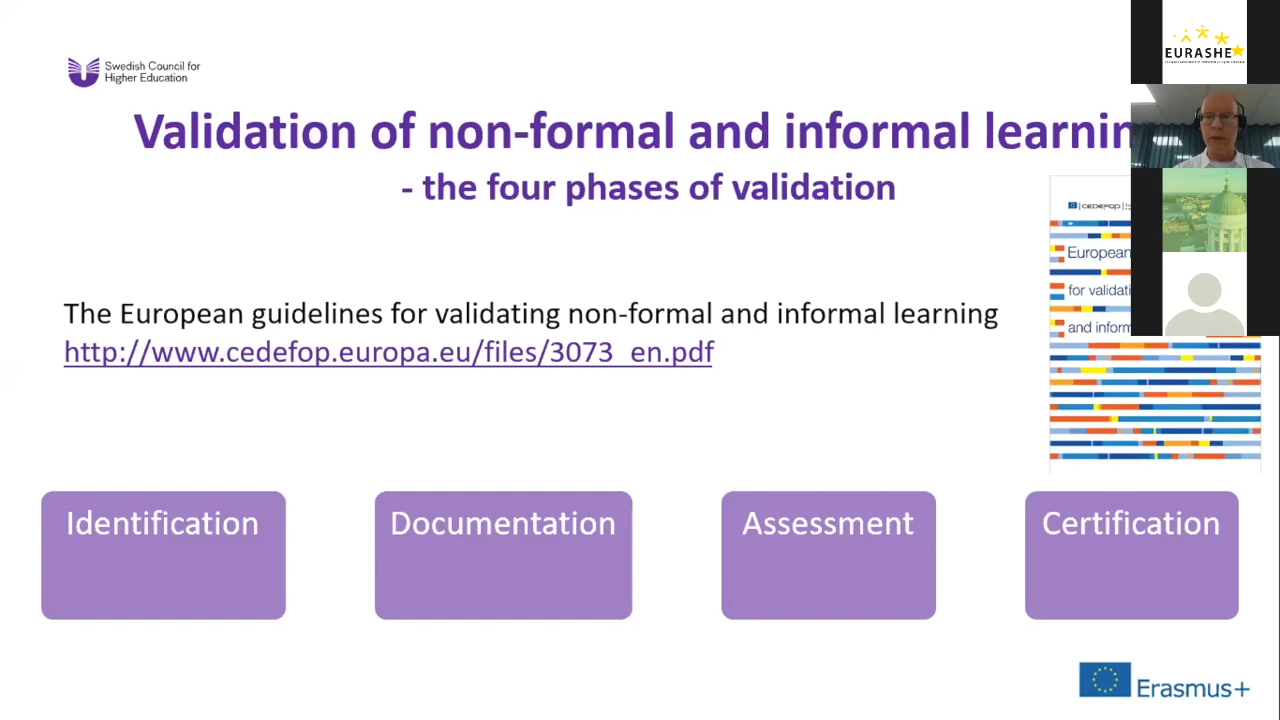 Swedish Council for
Higher Education
EURASHE
Validation of non-formal and informal learnin
- the four phases of validation
CEDEFOP
European
for validati
and inform
The European guidelines for validating non-formal and informal learning
http://www.cedefop.europa.eu/files/3073_en.pdf
Identification
Documentation
Assessment
Certification
Erasmus+